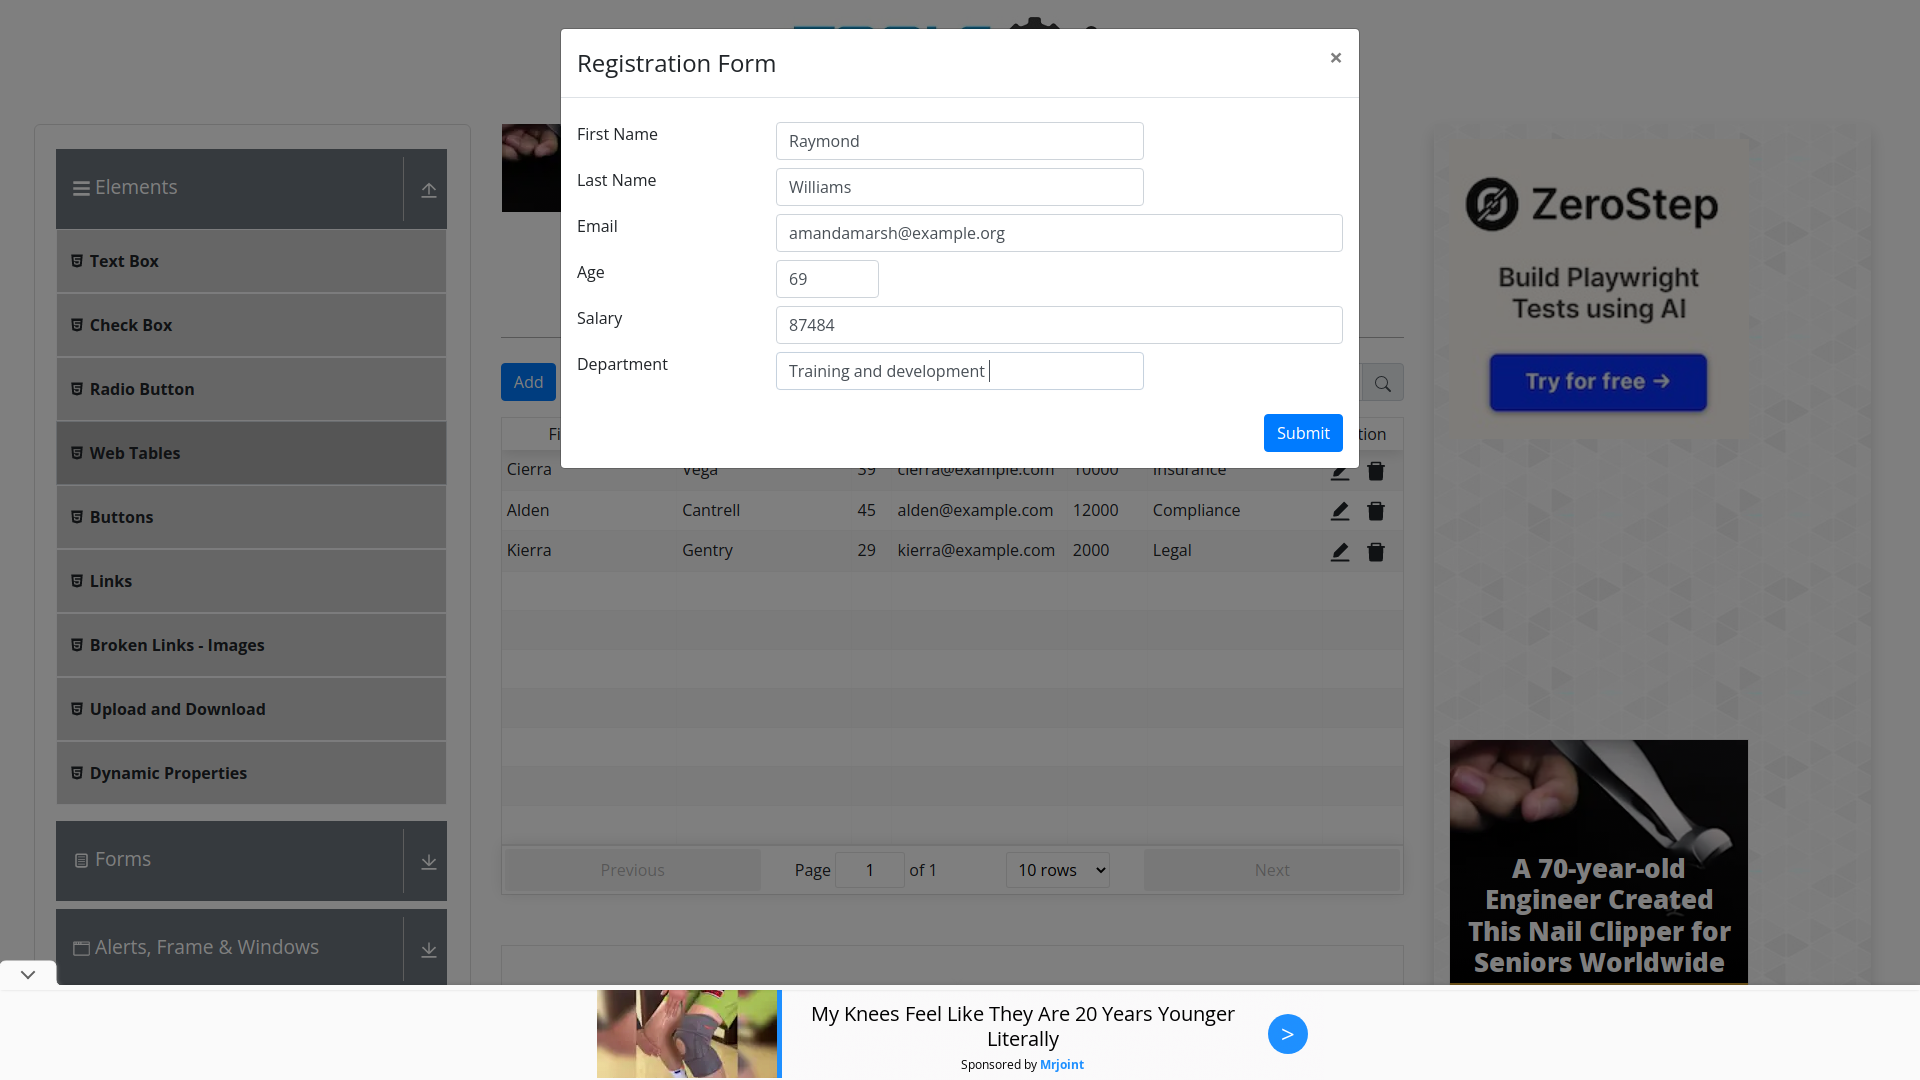 Registration Form
×
First Name
Raymond
Last Name
Williams
Email
amandamarsh@example.org
Age
69
Salary
87484
Department
Training and development
Submit
Elements
Text Box
Check Box
Radio Button
Web Tables
Buttons
Links
Broken Links - Images
Upload and Download
Dynamic Properties
Forms
Alerts, Frame & Windows
Add
Cierra Vega 39 cierra@example.com 10000 Insurance
Alden Cantrell 45 alden@example.com 12000 Compliance
Kierra Gentry 29 kierra@example.com 2000 Legal
Previous
Page 1 of 1
10 rows
Next
ZeroStep
Build Playwright
Tests using AI
Try for free →
A 70-year-old
Engineer Created
This Nail Clipper for
Seniors Worldwide
My Knees Feel Like They Are 20 Years Younger
Literally
Sponsored by Mrjoint
>